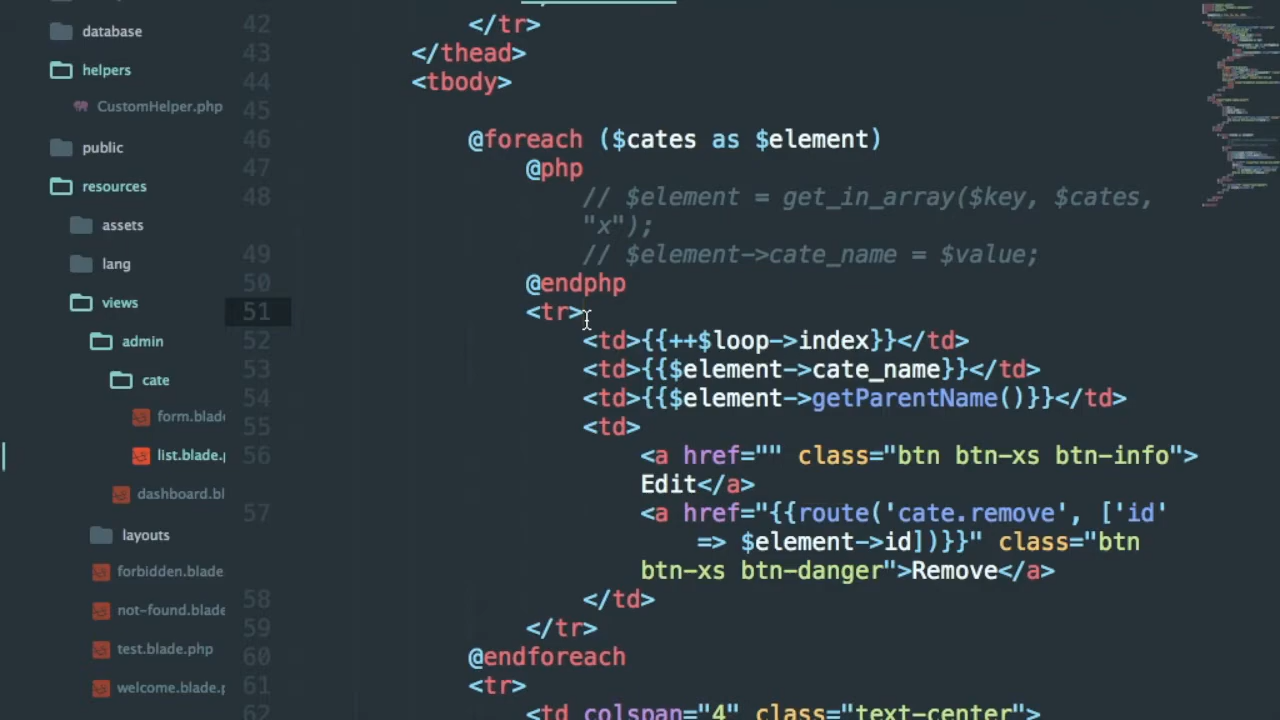 database
helpers
CustomHelper.php
public
resources
assets
lang
views
admin
cate
form.blade
list.blade.p
dashboard.bl
layouts
forbidden.blade
not-found.blade
test.blade.php
welcome.blade.p
42 </tr>
43 </thead>
44 <tbody>
45
46 @foreach ($cates as $element)
47 @php
48 // $element = get_in_array($key, $cates,
"x");
49 // $element->cate_name = $value;
50 @endphp
51 <tr>
52 <td>{{++$loop->index}}</td>
53 <td>{{$element->cate_name}}</td>
54 <td>{{$element->getParentName()}}</td>
55 <td>
56 <a href="" class="btn btn-xs btn-info">
Edit</a>
57 <a href="{{route('cate.remove', ['id'
=> $element->id])}}" class="btn
btn-xs btn-danger">Remove</a>
58 </td>
59 </tr>
60 @endforeach
61 <tr>
62 <td colspan="4" class="text-center">